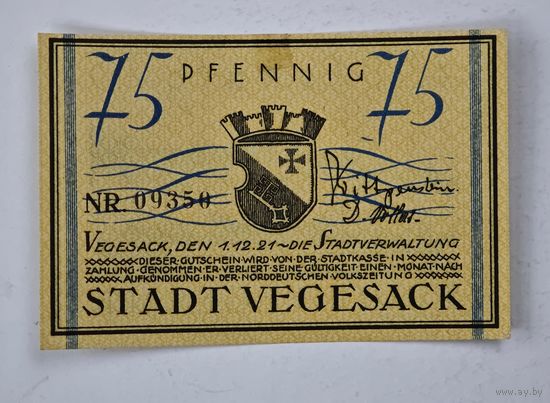 75 PFENNIG 75
NR. 09350
D.
VEGESACK, DEN 1.12.21~DIE STADTVERWALTUNG
DIESER·GUTSCHEIN·WIRD·VON·DER·STADTKASSE·IN
ZAHLUNG·GENOMMEN·ER·VERLIERT·SEINE·GÜLTIGKEIT·EINEN·MONAT·NACH
AUFKÜNDIGUNG·IN·DER·NORDDEUTSCHEN·VOLKSZEITUNG
STADT VEGESACK
www.ay.by